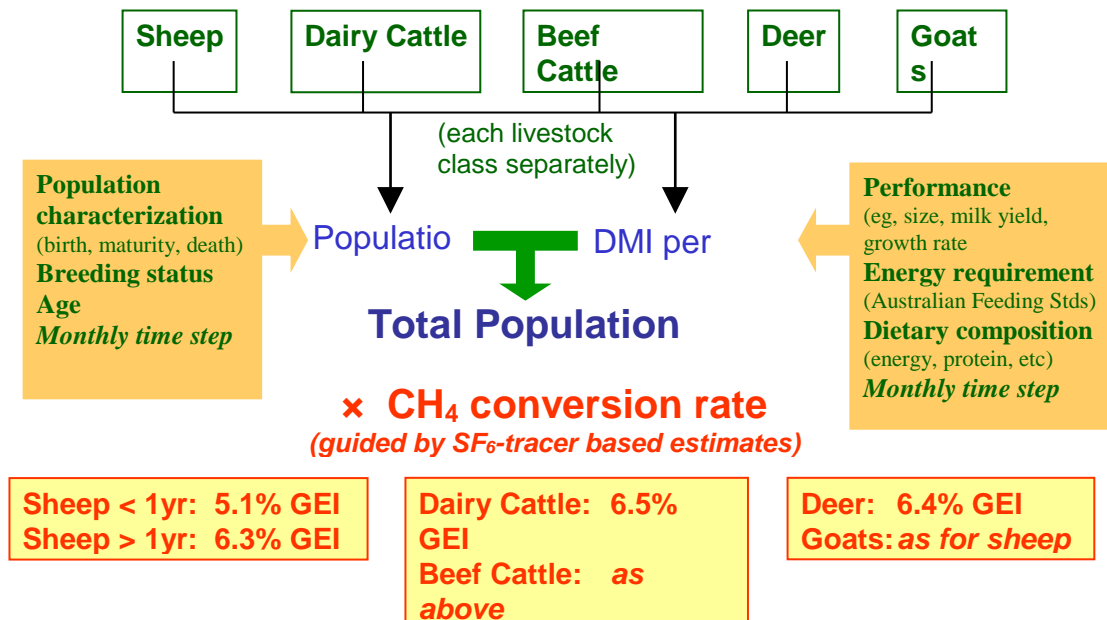 Sheep
Dairy Cattle
Beef
Cattle
Deer
Goat
s
(each livestock
class separately)
Population
characterization
(birth, maturity, death)
Breeding status
Age
Monthly time step
Populatio
DMI per
Performance
(eg, size, milk yield,
growth rate
Energy requirement
(Australian Feeding Stds)
Dietary composition
(energy, protein, etc)
Monthly time step
Total Population
× CH₄ conversion rate
(guided by SF₆-tracer based estimates)
Sheep < 1yr: 5.1% GEI
Sheep > 1yr: 6.3% GEI
Dairy Cattle: 6.5%
GEI
Beef Cattle: as
above
Deer: 6.4% GEI
Goats: as for sheep